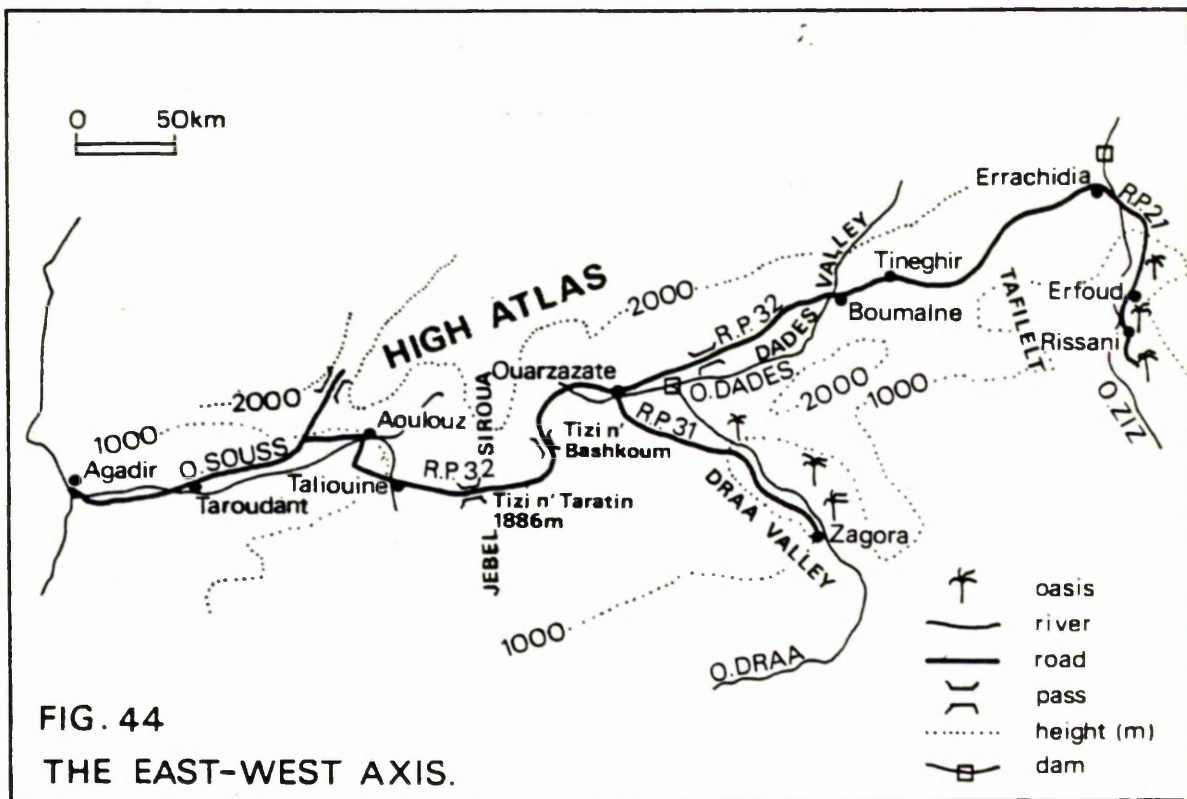 0 50km
Errachidia
R.P.21
VALLEY
Tineghir
HIGH ATLAS
2000
R.P.32
Boumalne
TAFILELT
Erfoud
Rissani
DADES
Ouarzazate
O.DADES
2000
1000
O.ZIZ
2000
SIROUA
R.P.31
1000
Aoulouz
Tizi n'
Bashkoum
Agadir
O.SOUSS
R.P.32
Taliouine
Taroudant
Tizi n' Taratin
1886m
DRAA VALLEY
Zagora
JEBEL
1000
O.DRAA
oasis
river
road
pass
height (m)
dam
FIG. 44
THE EAST-WEST AXIS.